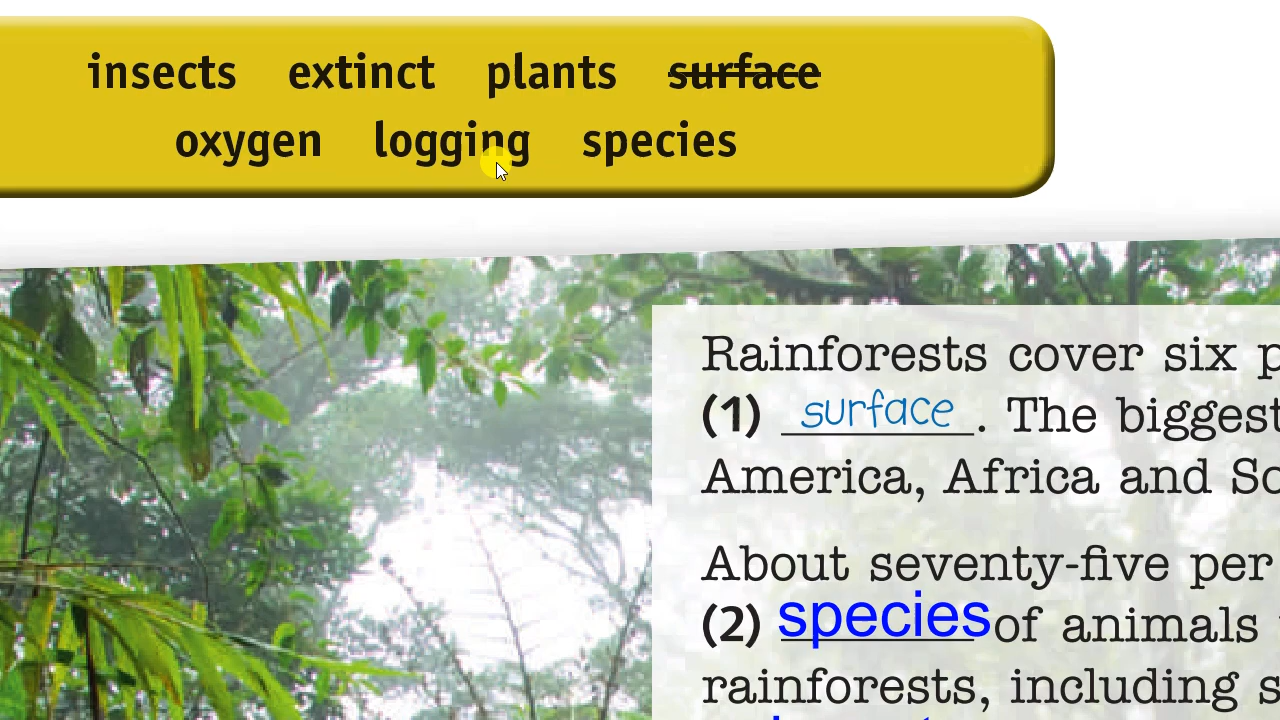 insects extinct plants surface
oxygen logging species
Rainforests cover six p
(1) surface. The biggest
America, Africa and So
About seventy-five per
(2) species of animals
rainforests, including s